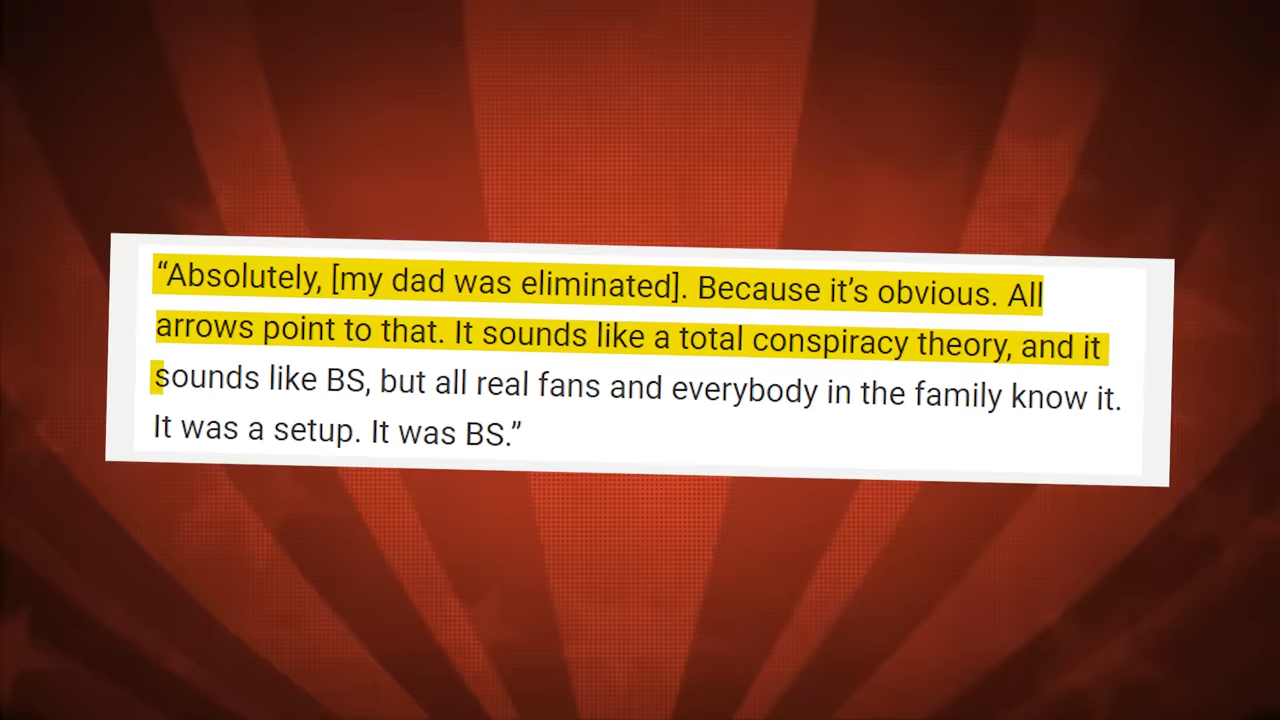 “Absolutely, [my dad was eliminated]. Because it’s obvious. All
arrows point to that. It sounds like a total conspiracy theory, and it
sounds like BS, but all real fans and everybody in the family know it.
It was a setup. It was BS.”